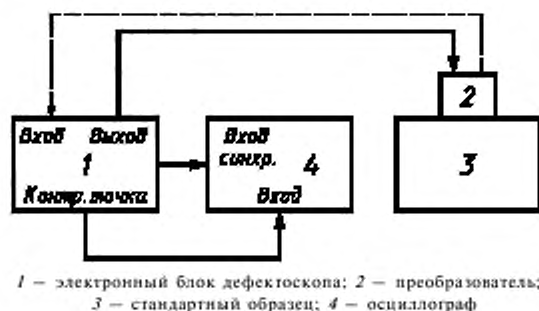 2
Вход Выход
1
Контр. точка
Вход
синхр.
4
Вход
3
1 — электронный блок дефектоскопа; 2 — преобразователь;
3 — стандартный образец; 4 — осциллограф